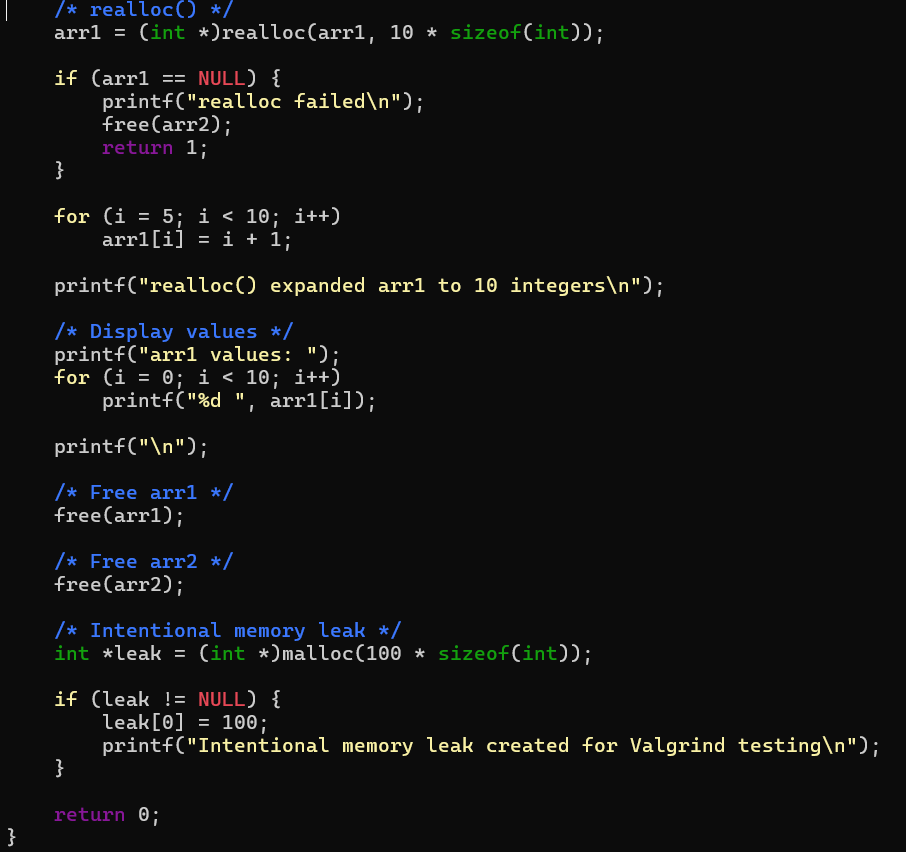 /* realloc() */
arr1 = (int *)realloc(arr1, 10 * sizeof(int));
if (arr1 == NULL) {
printf("realloc failed\n");
free(arr2);
return 1;
}
for (i = 5; i < 10; i++)
arr1[i] = i + 1;
printf("realloc() expanded arr1 to 10 integers\n");
/* Display values */
printf("arr1 values: ");
for (i = 0; i < 10; i++)
printf("%d ", arr1[i]);
printf("\n");
/* Free arr1 */
free(arr1);
/* Free arr2 */
free(arr2);
/* Intentional memory leak */
int *leak = (int *)malloc(100 * sizeof(int));
if (leak != NULL) {
leak[0] = 100;
printf("Intentional memory leak created for Valgrind testing\n");
}
return 0;
}